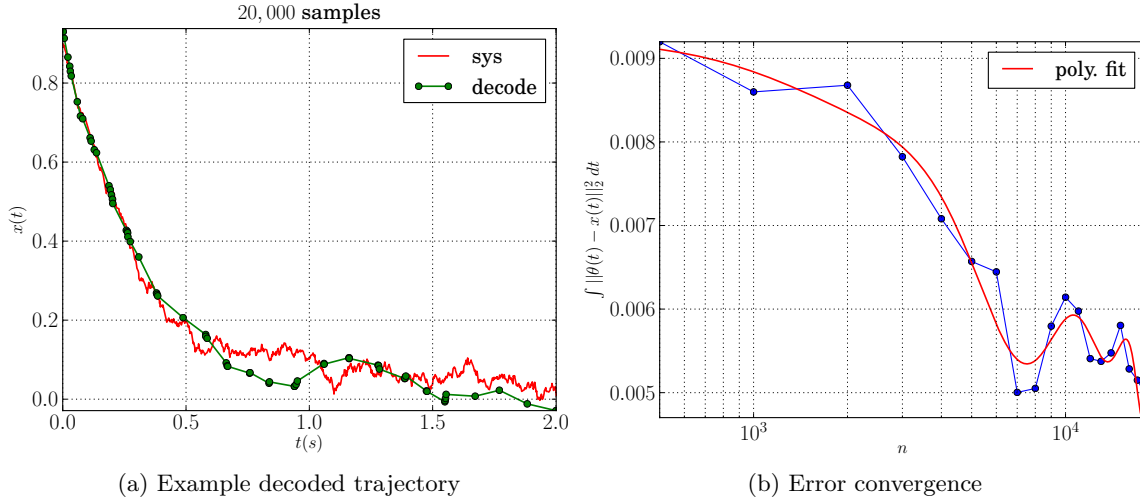 20,000 samples
sys
decode
0.8
0.6
0.4
0.2
0.0
x(t)
0.0 0.5 1.0 1.5 2.0
t(s)
(a) Example decoded trajectory
poly. fit
0.009
0.008
0.007
0.006
0.005
∫ ||θ(t) − x(t)||₂² dt
10³ 10⁴
n
(b) Error convergence